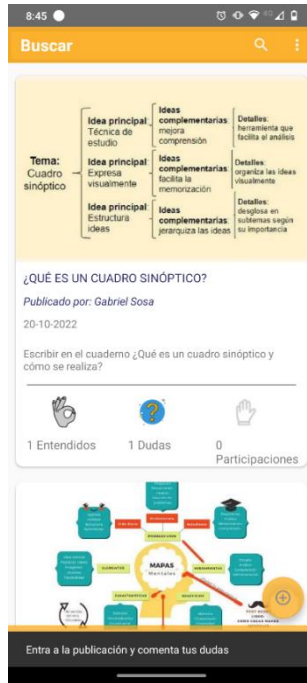 8:45
4G
Buscar
Tema:
Cuadro
sinóptico
Idea principal:
Técnica de
estudio
Ideas
complementarias:
mejora
comprensión
Detalles:
herramienta que
facilita el análisis
Idea principal:
Expresa
visualmente
Ideas
complementarias:
facilita la
memorización
Detalles:
organiza las ideas
visualmente
Idea principal:
Estructura
ideas
Ideas
complementarias:
jerarquiza las ideas
Detalles:
desglosa en
subtemas según
su importancia
¿QUÉ ES UN CUADRO SINÓPTICO?
Publicado por: Gabriel Sosa
20-10-2022
Escribir en el cuaderno ¿Qué es un cuadro sinóptico y
cómo se realiza?
1 Entendidos
1 Dudas
0
Participaciones
MAPAS
Mentales
ELEMENTOS
Entra a la publicación y comenta tus dudas